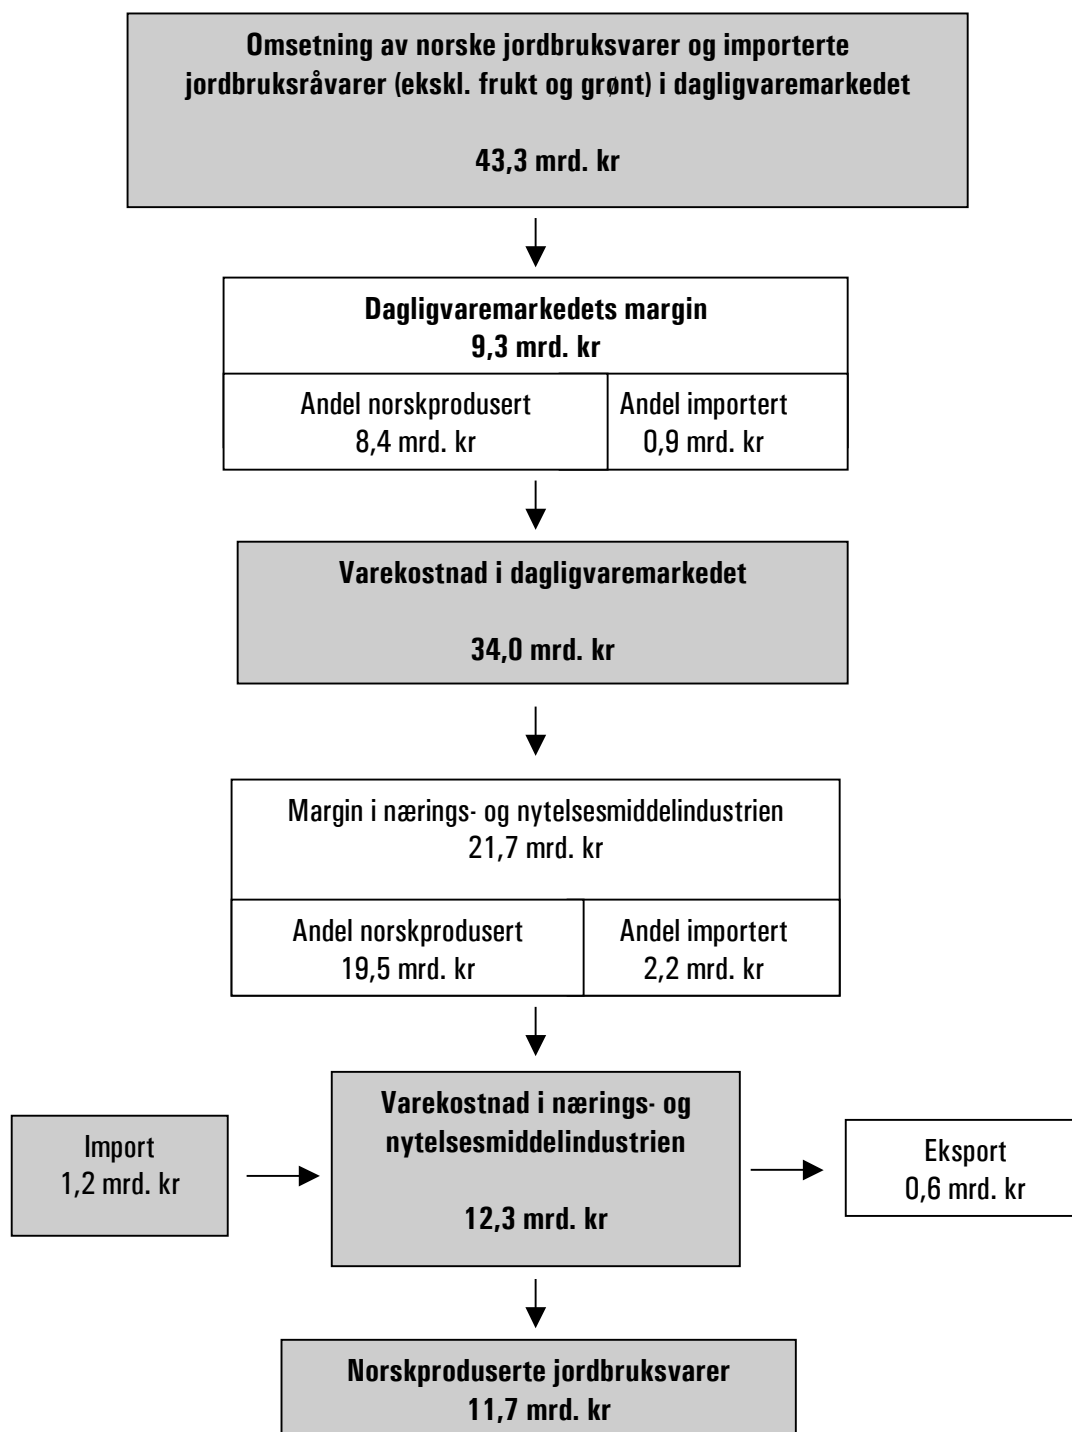 Omsetning av norske jordbruksvarer og importerte
jordbruksråvarer (ekskl. frukt og grønt) i dagligvaremarkedet
43,3 mrd. kr
Dagligvaremarkedets margin
9,3 mrd. kr
Andel norskprodusert
8,4 mrd. kr
Andel importert
0,9 mrd. kr
Varekostnad i dagligvaremarkedet
34,0 mrd. kr
Margin i nærings- og nytelsesmiddelindustrien
21,7 mrd. kr
Andel norskprodusert
19,5 mrd. kr
Andel importert
2,2 mrd. kr
Import
1,2 mrd. kr
Varekostnad i nærings- og
nytelsesmiddelindustrien
12,3 mrd. kr
Eksport
0,6 mrd. kr
Norskproduserte jordbruksvarer
11,7 mrd. kr